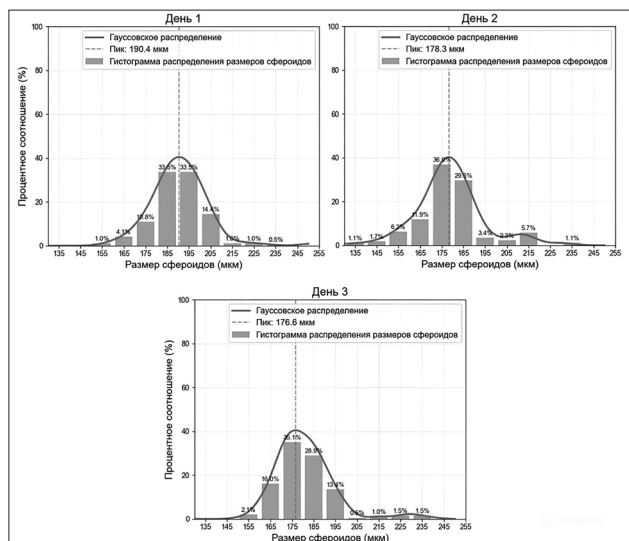 День 1
Гауссовское распределение
Пик: 190.4 мкм
Гистограмма распределения размеров сфероидов
Процентное соотношение (%)
100
80
60
40
20
0
1.0%
4.1%
10.8%
33.5%
33.5%
14.4%
1.0%
1.0%
0.5%
135 155 165 175 185 195 205 215 225 235 245 255
Размер сфероидов (мкм)
День 2
Гауссовское распределение
Пик: 178.3 мкм
Гистограмма распределения размеров сфероидов
100
80
60
40
20
0
1.1%
1.7%
6.2%
11.9%
36.9%
29.5%
3.4%
2.3%
5.7%
1.1%
135 145 155 165 175 185 195 205 215 225 235 245 255
Размер сфероидов (мкм)
День 3
Гауссовское распределение
Пик: 176.6 мкм
Гистограмма распределения размеров сфероидов
Процентное соотношение (%)
100
80
60
40
20
0
2.1%
16.0%
35.1%
28.9%
13.4%
0.5%
1.0%
1.5%
1.5%
135 145 155 165 175 185 195 205 215 225 235 245 255
Размер сфероидов (мкм)